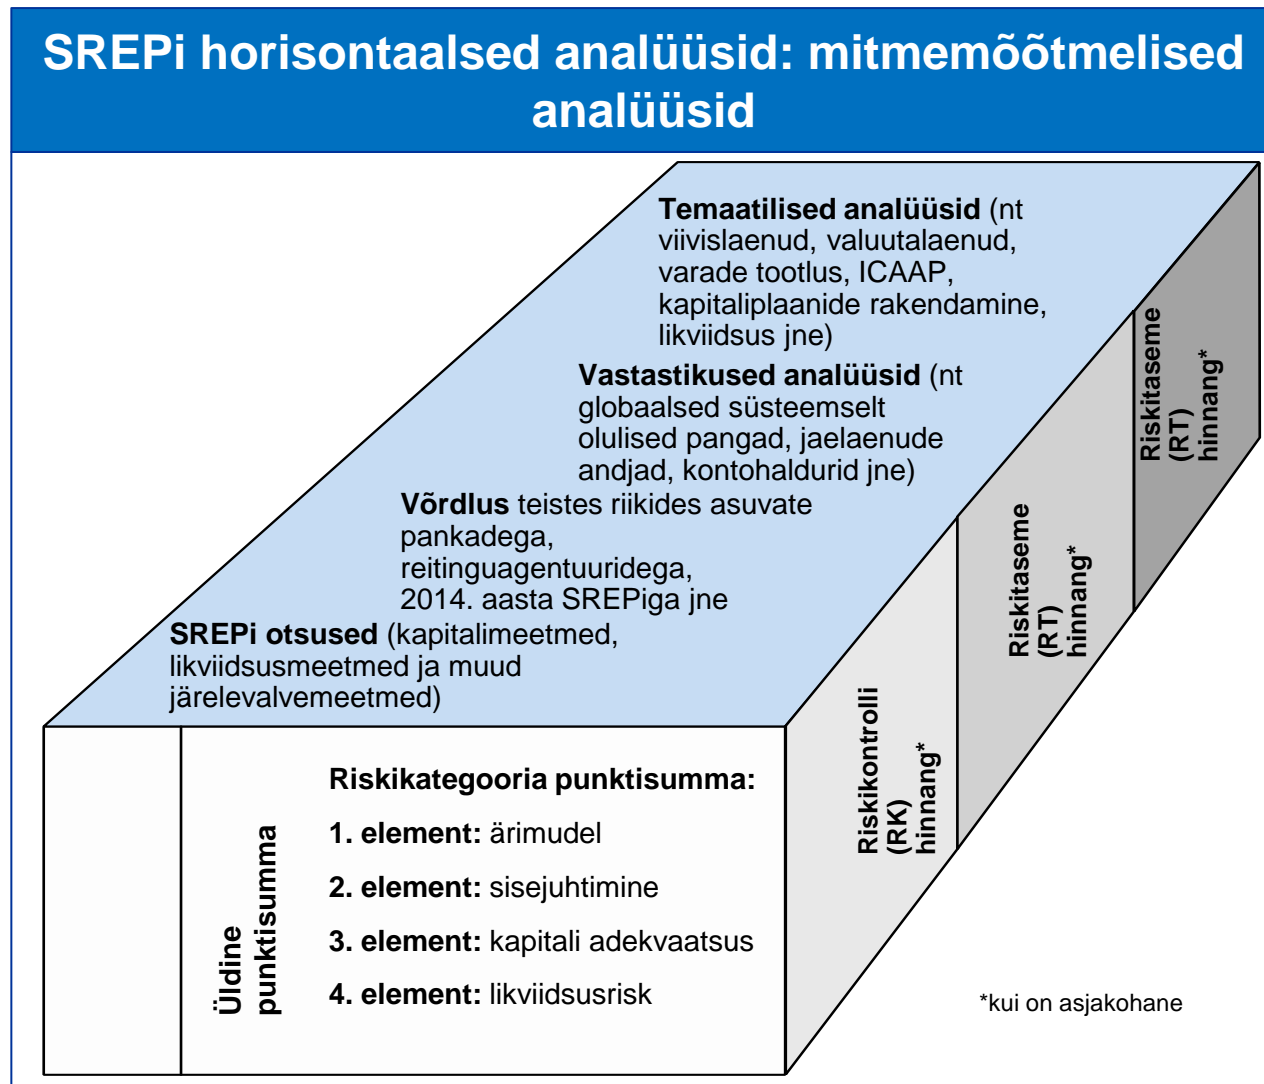 SREPi horisontaalsed analüüsid: mitmemõõtmelised
analüüsid
Temaatilised analüüsid (nt
viivislaenud, valuutalaenud,
varade tootlus, ICAAP,
kapitaliplaanide rakendamine,
likviidsus jne)
Vastastikused analüüsid (nt
globaalsed süsteemselt
olulised pangad, jaelaenude
andjad, kontohaldurid jne)
Võrdlus teistes riikides asuvate
pankadega,
reitinguagentuuridega,
2014. aasta SREPiga jne
SREPi otsused (kapitalimeetmed,
likviidsusmeetmed ja muud
järelevalvemeetmed)
Üldine
punktisumma
Riskikategooria punktisumma:
1. element: ärimudel
2. element: sisejuhtimine
3. element: kapitali adekvaatsus
4. element: likviidsusrisk
Riskikontrolli
(RK)
hinnang*
Riskitaseme
(RT)
hinnang*
Riskitaseme
(RT)
hinnang*
*kui on asjakohane